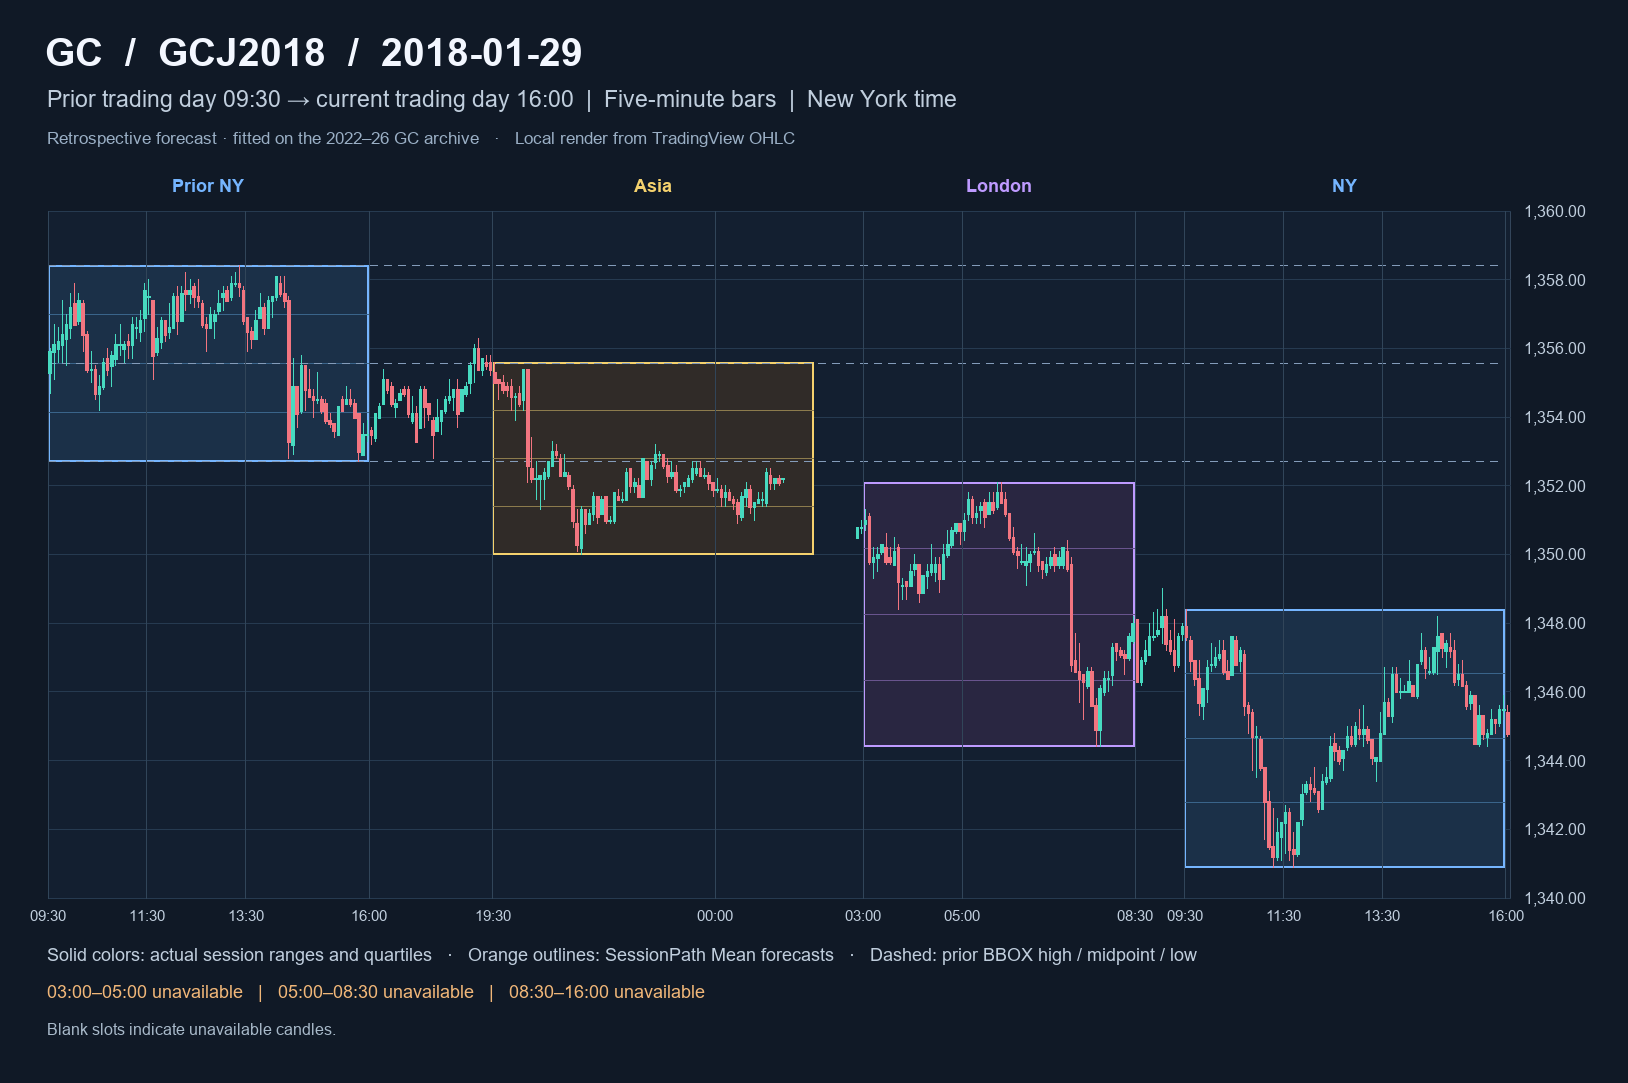 GC / GCJ2018 / 2018-01-29
Prior trading day 09:30 → current trading day 16:00 | Five-minute bars | New York time
Retrospective forecast · fitted on the 2022–26 GC archive · Local render from TradingView OHLC
Prior NY Asia London NY
1,360.00
1,358.00
1,356.00
1,354.00
1,352.00
1,350.00
1,348.00
1,346.00
1,344.00
1,342.00
1,340.00
09:30 11:30 13:30 16:00 19:30 00:00 03:00 05:00 08:30 09:30 11:30 13:30 16:00
Solid colors: actual session ranges and quartiles · Orange outlines: SessionPath Mean forecasts · Dashed: prior BBOX high / midpoint / low
03:00–05:00 unavailable | 05:00–08:30 unavailable | 08:30–16:00 unavailable
Blank slots indicate unavailable candles.